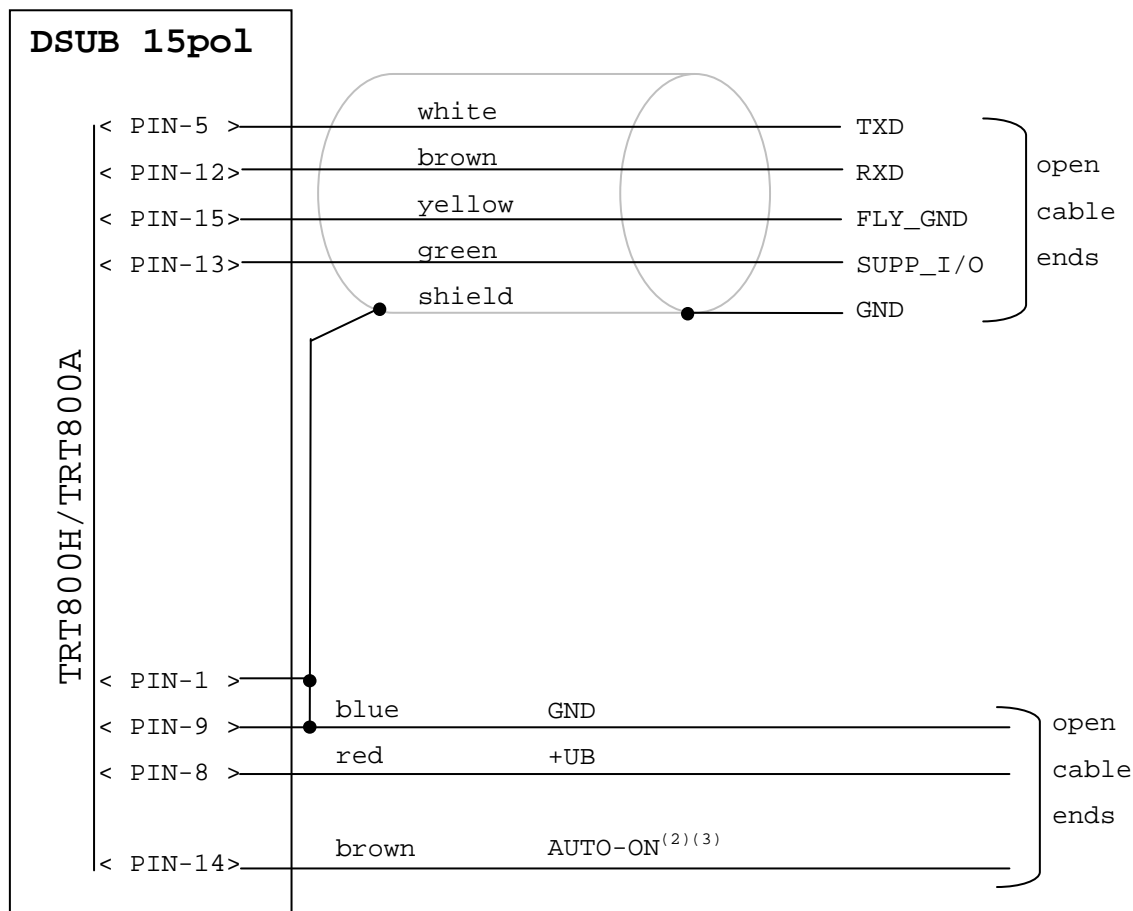 DSUB 15pol
TRT800H/TRT800A
< PIN-5 > white TXD
< PIN-12> brown RXD
< PIN-15> yellow FLY_GND
< PIN-13> green SUPP_I/O
shield GND
open
cable
ends
< PIN-1 >
< PIN-9 > blue GND
< PIN-8 > red +UB
< PIN-14> brown AUTO-ON(2)(3)
open
cable
ends